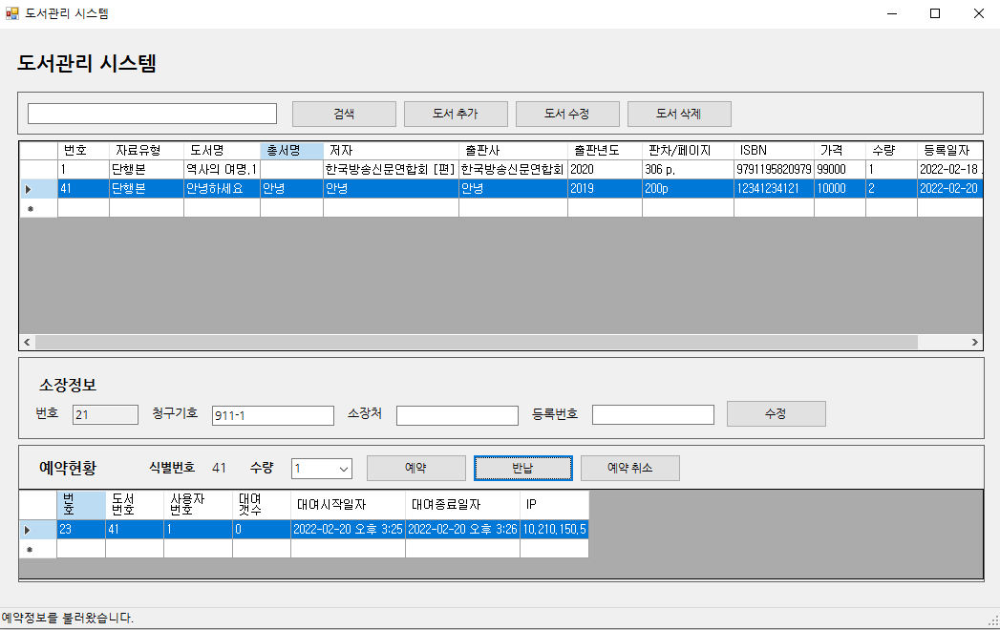 도서관리 시스템
도서관리 시스템
검색 도서 추가 도서 수정 도서 삭제
번호 자료유형 도서명 총서명 저자 출판사 출판년도 판차/페이지 ISBN 가격 수량 등록일자
1 단행본 역사의 여명.1 한국방송신문연합회 [편] 한국방송신문연합회 2020 306 p. 9791195820979 99000 1 2022-02-18
41 단행본 안녕하세요 안녕 안녕 안녕 2019 200p 12341234121 10000 2 2022-02-20
소장정보
번호 21 청구기호 911-1 소장처 등록번호 수정
예약현황 식별번호 41 수량 1 예약 반납 예약 취소
번호 도서번호 사용자번호 대여갯수 대여시작일자 대여종료일자 IP
23 41 1 0 2022-02-20 오후 3:25 2022-02-20 오후 3:26 10,210,150,5
예약정보를 불러왔습니다.